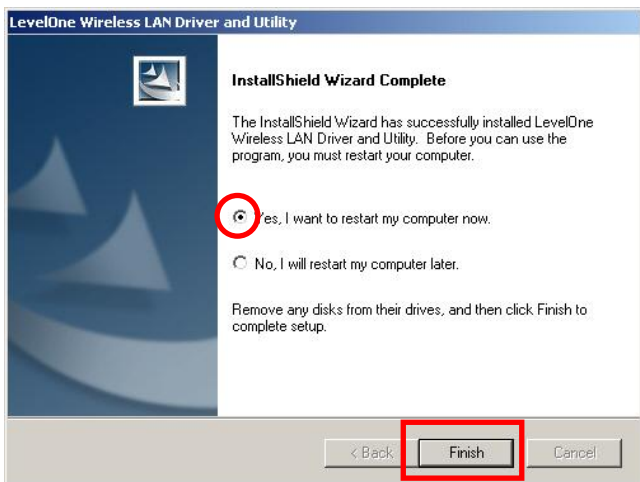 LevelOne Wireless LAN Driver and Utility
InstallShield Wizard Complete
The InstallShield Wizard has successfully installed LevelOne
Wireless LAN Driver and Utility. Before you can use the
program, you must restart your computer.
Yes, I want to restart my computer now.
No, I will restart my computer later.
Remove any disks from their drives, and then click Finish to
complete setup.
< Back Finish Cancel